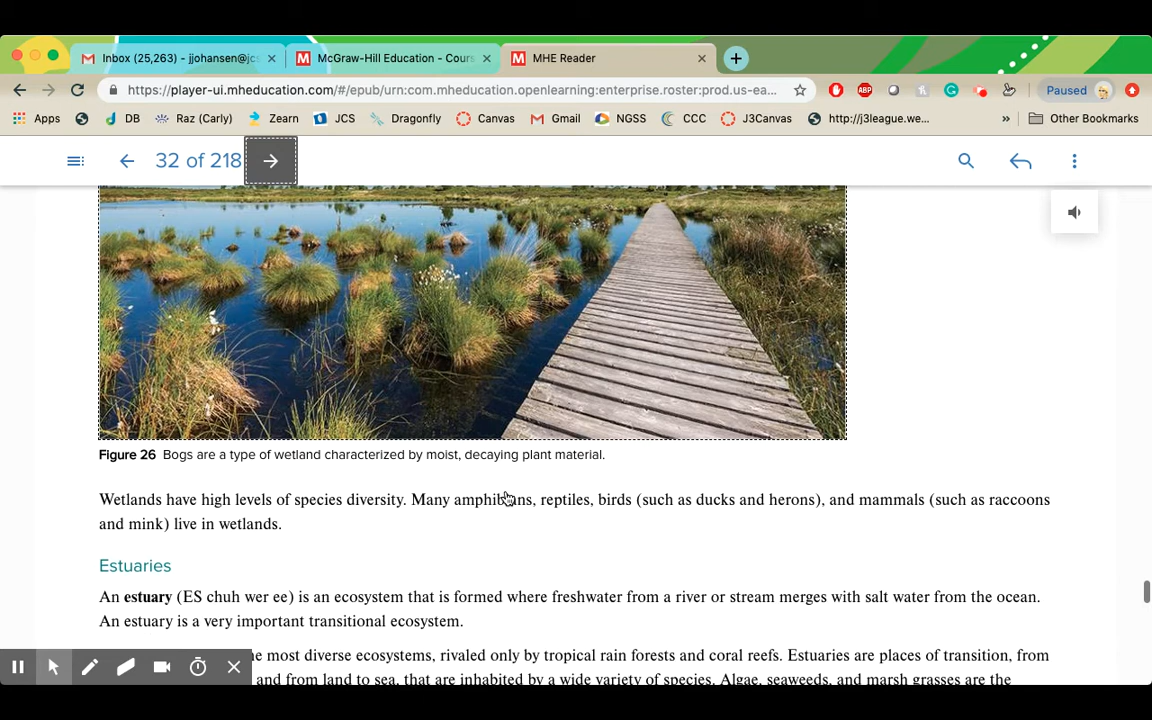 Inbox (25,263) - jjohansen@jcs
McGraw-Hill Education - Cours
MHE Reader
https://player-ui.mheducation.com/#/epub/urn:com.mheducation.openlearning:enterprise.roster:prod.us-ea...
ABP
Paused
Apps
DB
Raz (Carly)
Zearn
JCS
Dragonfly
Canvas
Gmail
NGSS
CCC
J3Canvas
http://j3league.we...
»
Other Bookmarks
32 of 218
Figure 26 Bogs are a type of wetland characterized by moist, decaying plant material.
Wetlands have high levels of species diversity. Many amphibians, reptiles, birds (such as ducks and herons), and mammals (such as raccoons
and mink) live in wetlands.
Estuaries
An estuary (ES chuh wer ee) is an ecosystem that is formed where freshwater from a river or stream merges with salt water from the ocean.
An estuary is a very important transitional ecosystem.
e most diverse ecosystems, rivaled only by tropical rain forests and coral reefs. Estuaries are places of transition, from
and from land to sea, that are inhabited by a wide variety of species. Algae, seaweeds, and marsh grasses are the